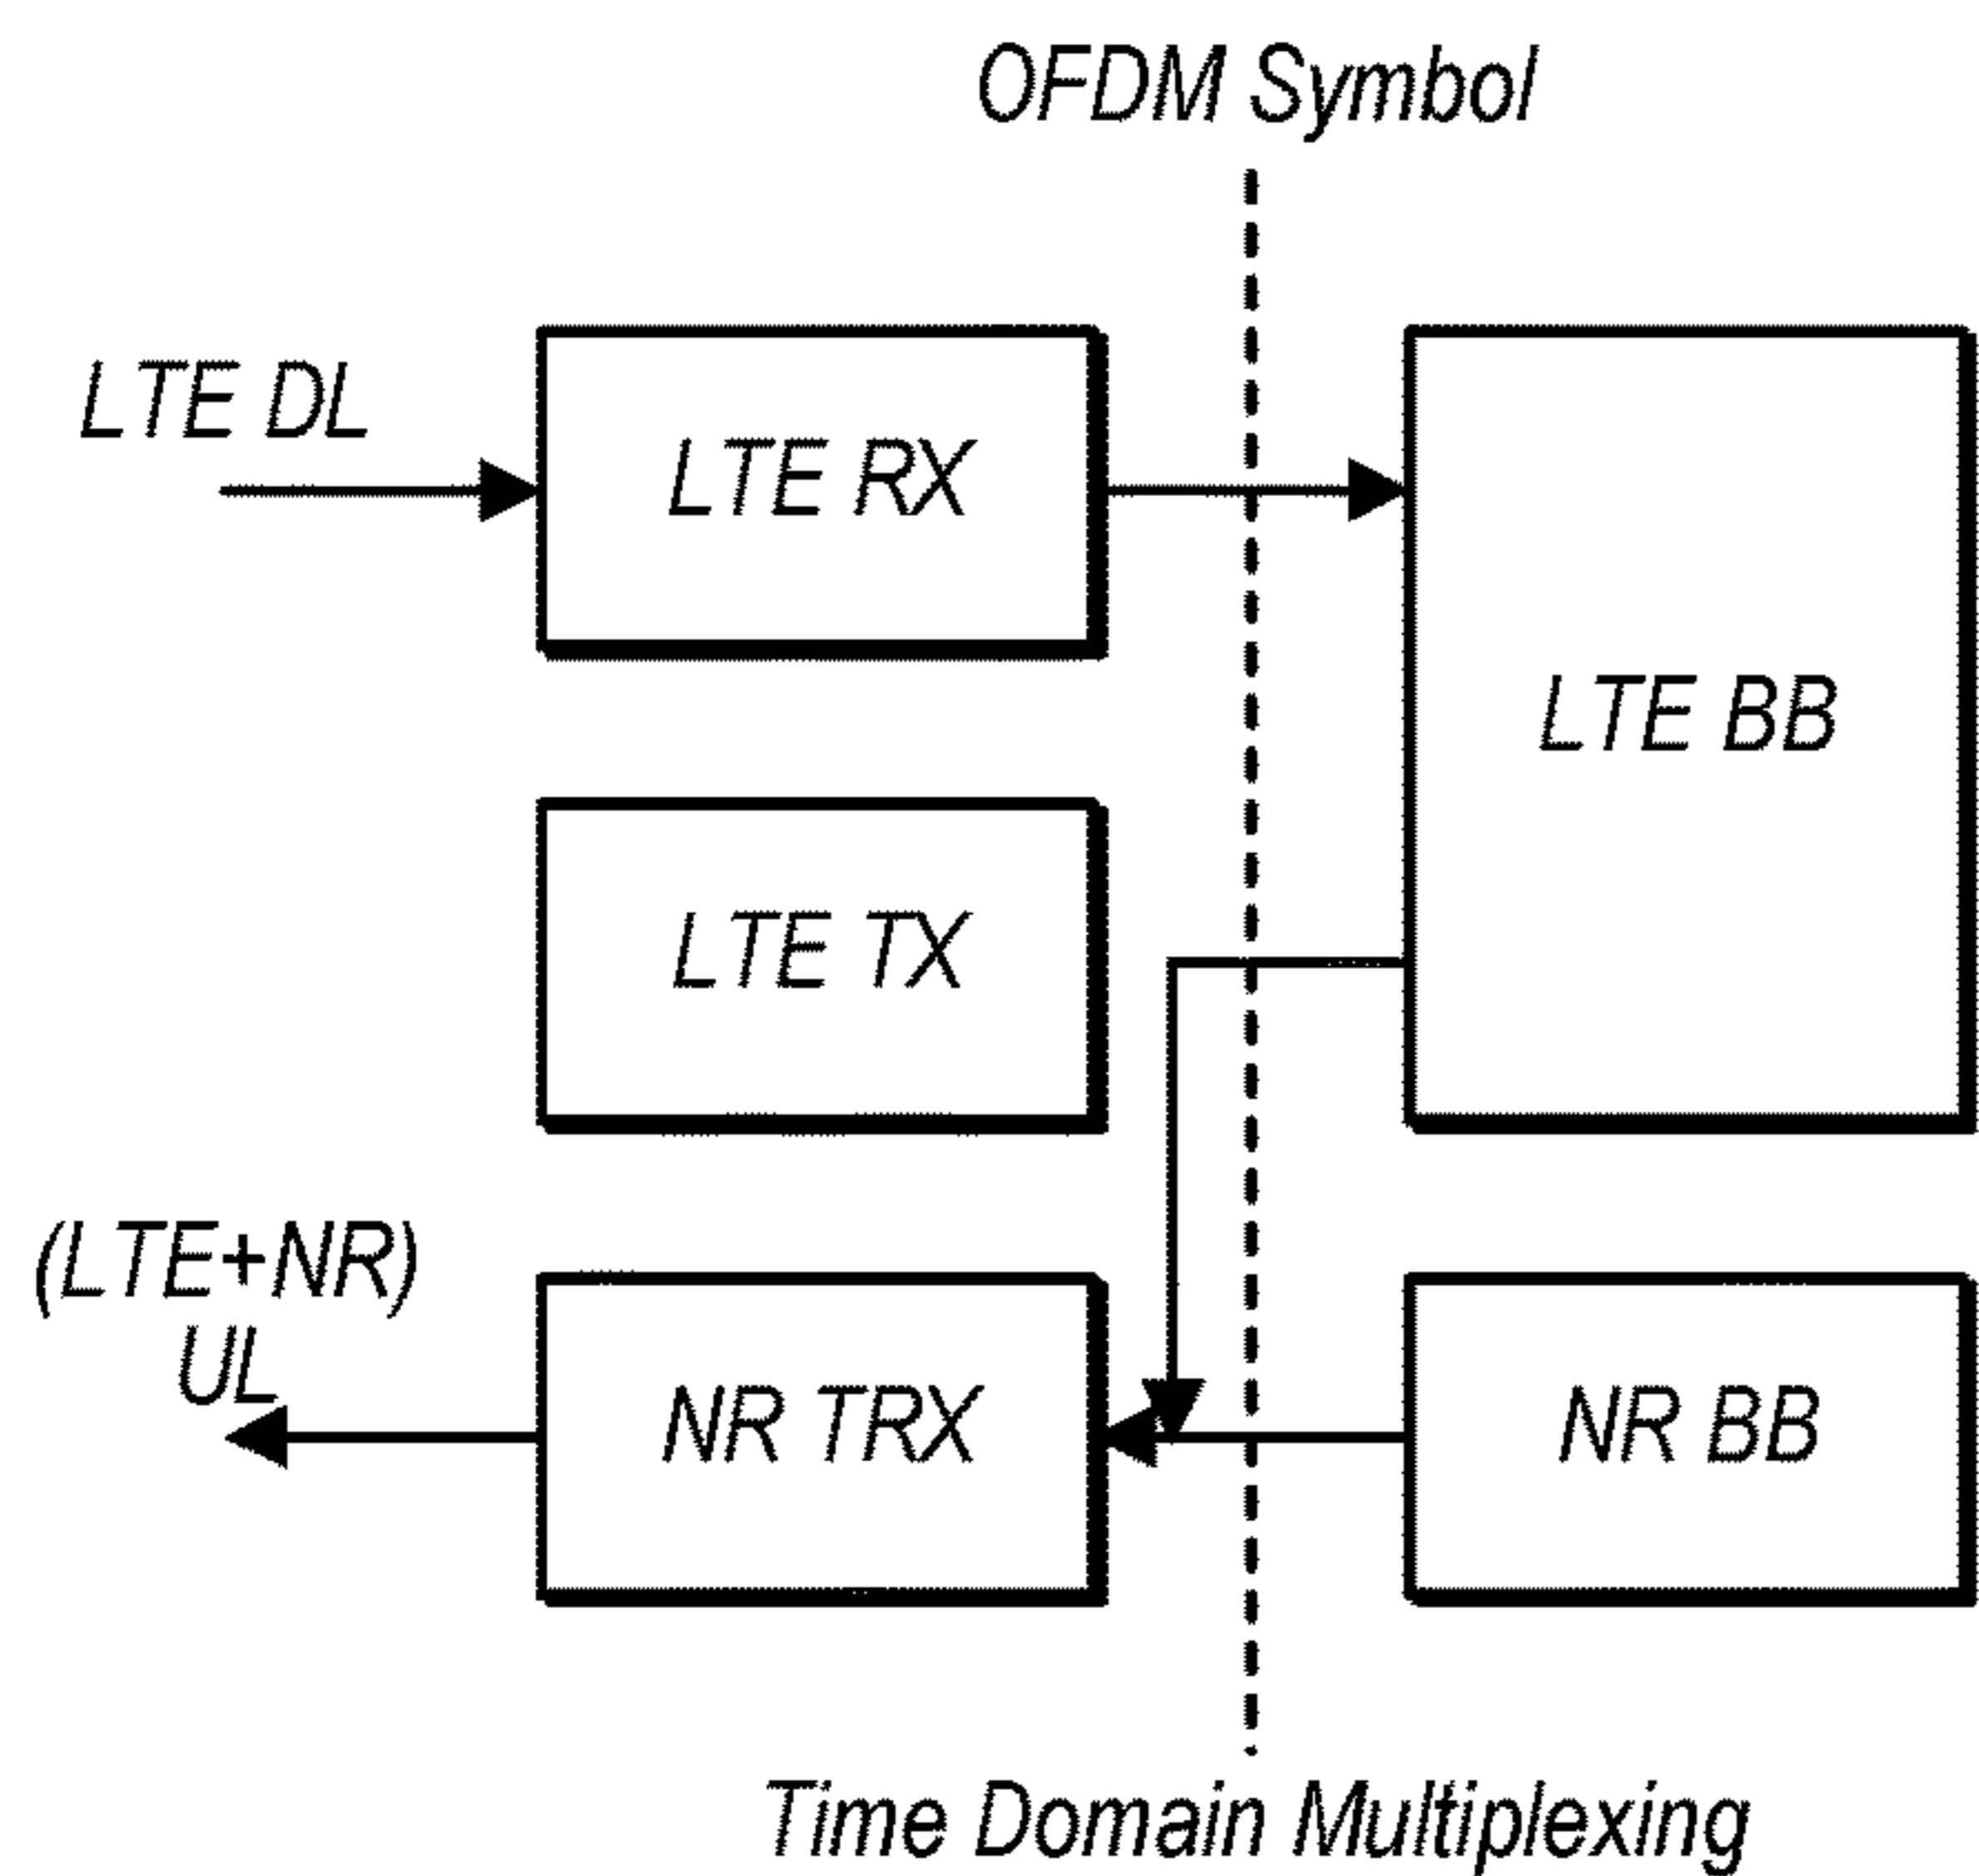 OFDM Symbol
LTE DL
LTE RX
LTE BB
LTE TX
(LTE+NR)
UL
NR TRX
NR BB
Time Domain Multiplexing